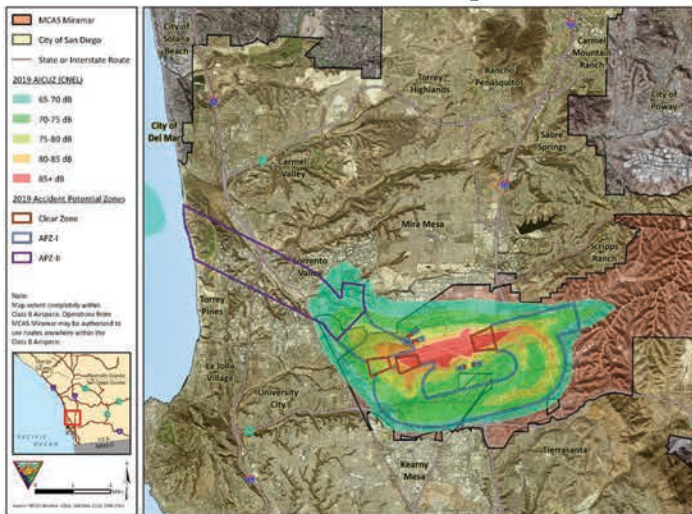 MCAS Miramar
City of San Diego
State or Interstate Route
2019 AICUZ (CNEL)
65-70 dB
70-75 dB
75-80 dB
80-85 dB
85+ dB
2019 Accident Potential Zones
Clear Zone
APZ-I
APZ-II
Note:
Map extent completely within
Class B Airspace. Operations from
MCAS Miramar may be authorized to
use routes anywhere within the
Class B Airspace.
PACIFIC
OCEAN
City of
Solana
Beach
Carmel
Mountain
Ranch
Rancho
Penasquitos
Torrey
Highlands
City of
Poway
City of
Del Mar
Sabre
Springs
Carmel
Valley
Mira Mesa
Scripps
Ranch
Sorrento
Valley
Torrey
Pines
La Jolla
Village
University
City
Tierrasanta
Kearny
Mesa